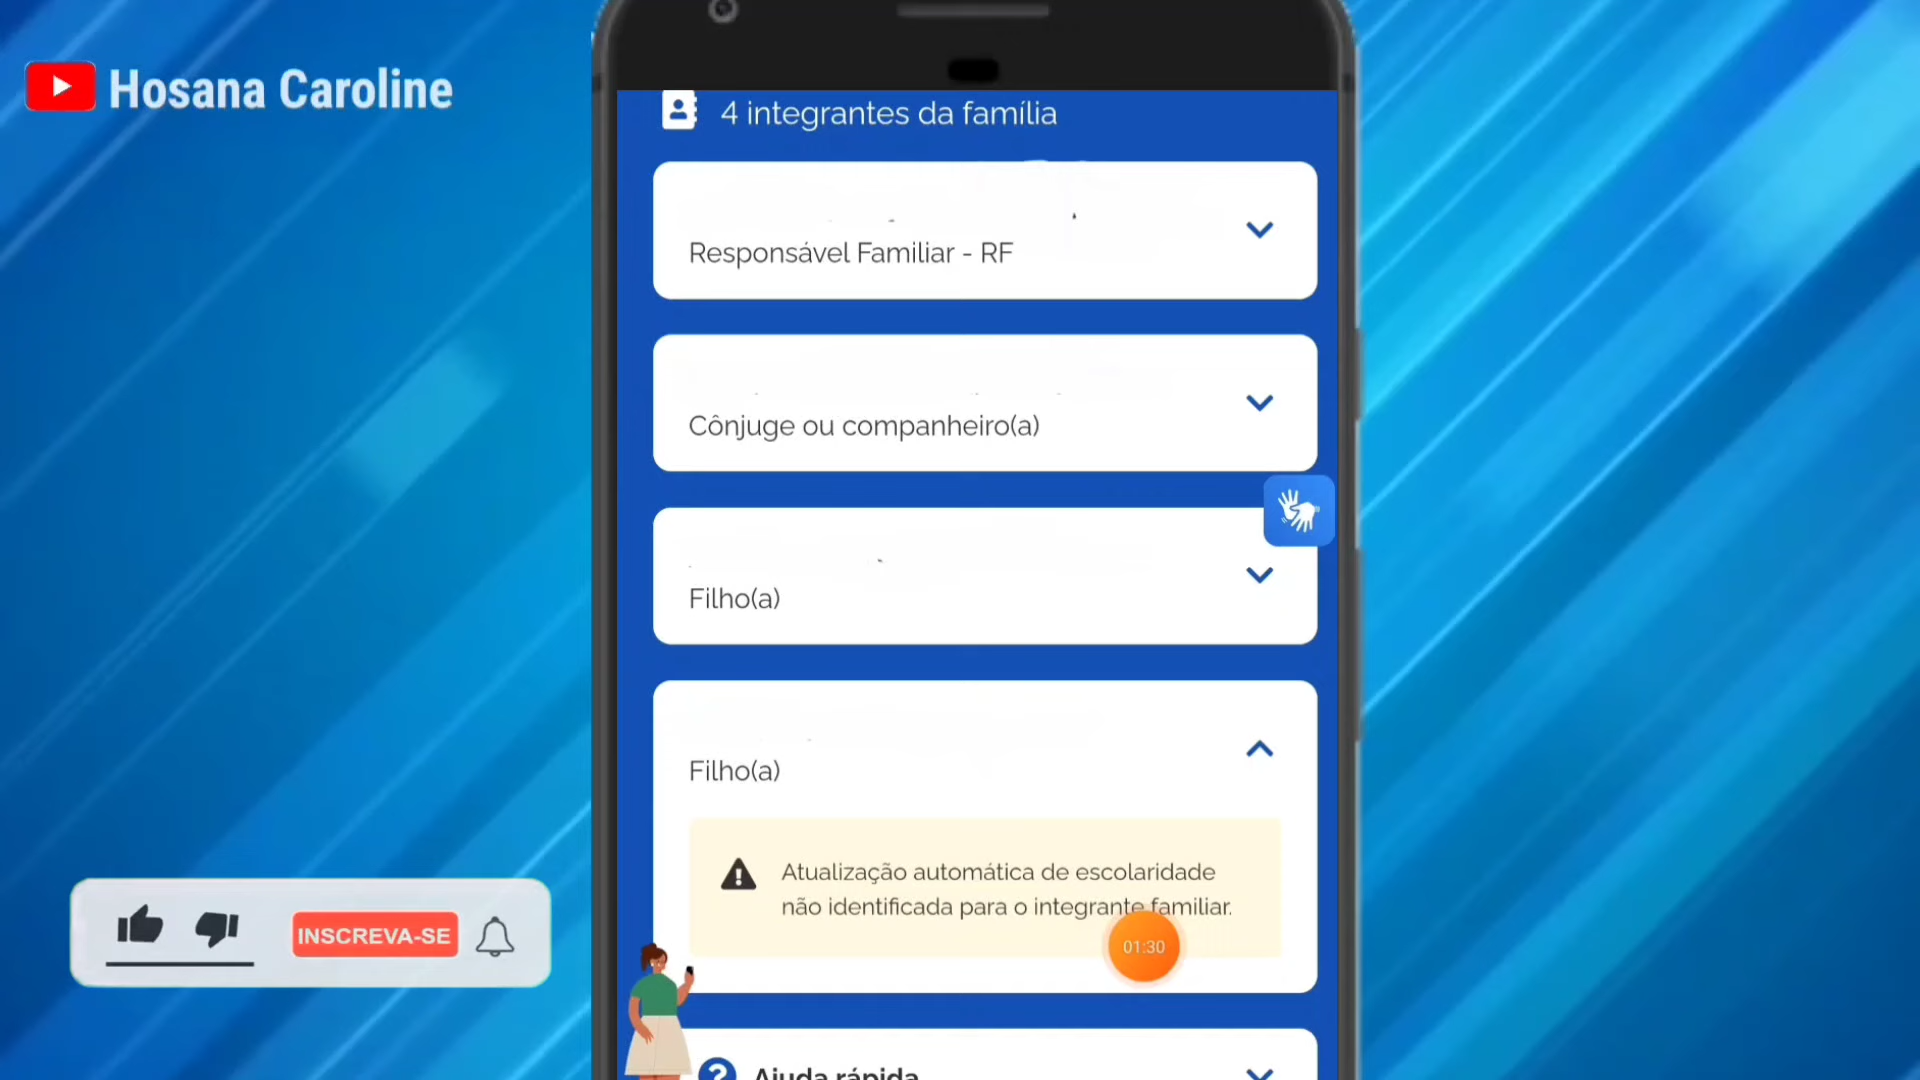 Hosana Caroline
4 integrantes da família
Responsável Familiar - RF
Cônjuge ou companheiro(a)
Filho(a)
Filho(a)
Atualização automática de escolaridade
não identificada para o integrante familiar.
01:30
INSCREVA-SE
Ajuda rápida